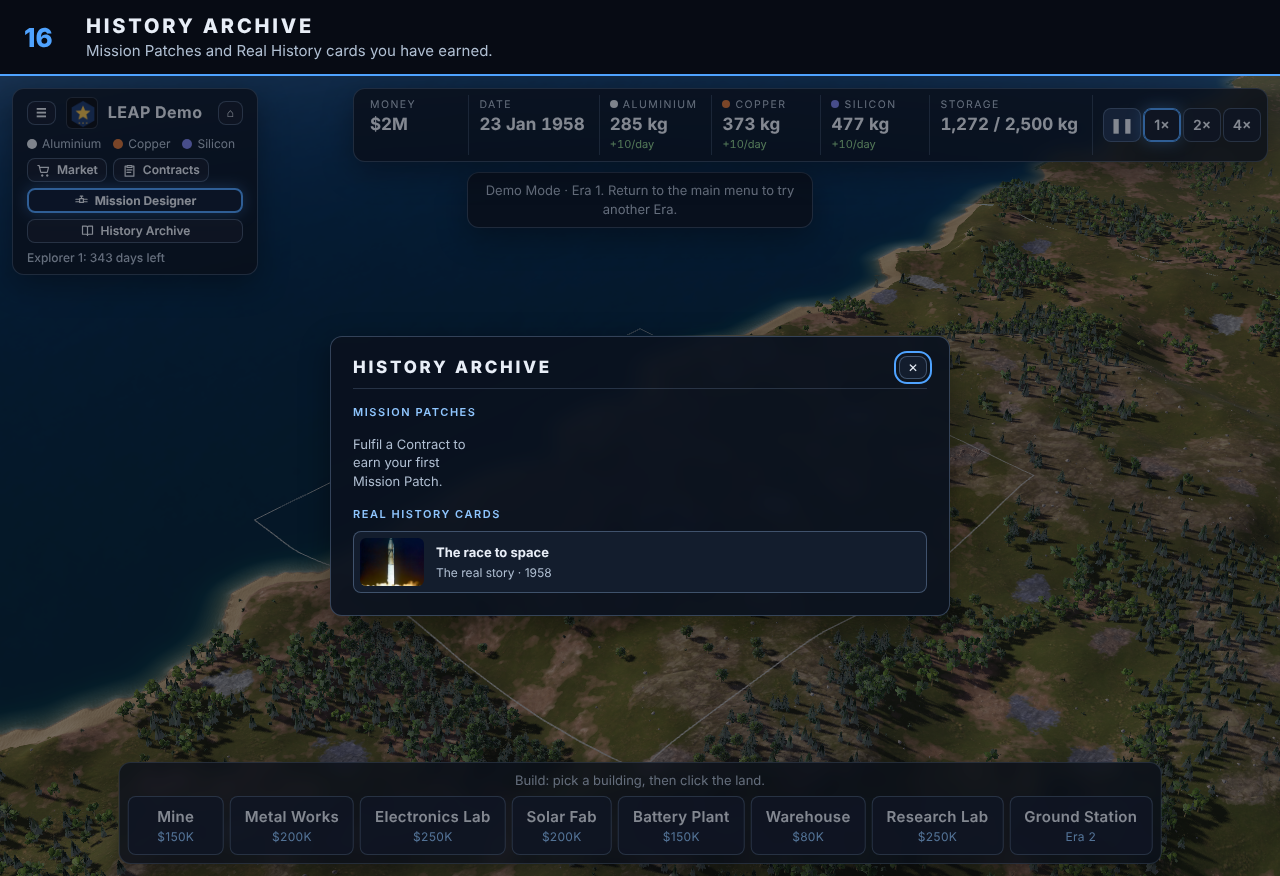 16
HISTORY ARCHIVE
Mission Patches and Real History cards you have earned.
LEAP Demo
Aluminium Copper Silicon
Market Contracts
Mission Designer
History Archive
Explorer 1: 343 days left
MONEY DATE ALUMINIUM COPPER SILICON STORAGE
$2M 23 Jan 1958 285 kg 373 kg 477 kg 1,272 / 2,500 kg 1× 2× 4×
+10/day +10/day +10/day
Demo Mode · Era 1. Return to the main menu to try
another Era.
HISTORY ARCHIVE
MISSION PATCHES
Fulfil a Contract to
earn your first
Mission Patch.
REAL HISTORY CARDS
The race to space
The real story · 1958
Build: pick a building, then click the land.
Mine Metal Works Electronics Lab Solar Fab Battery Plant Warehouse Research Lab Ground Station
$150K $200K $250K $200K $150K $80K $250K Era 2